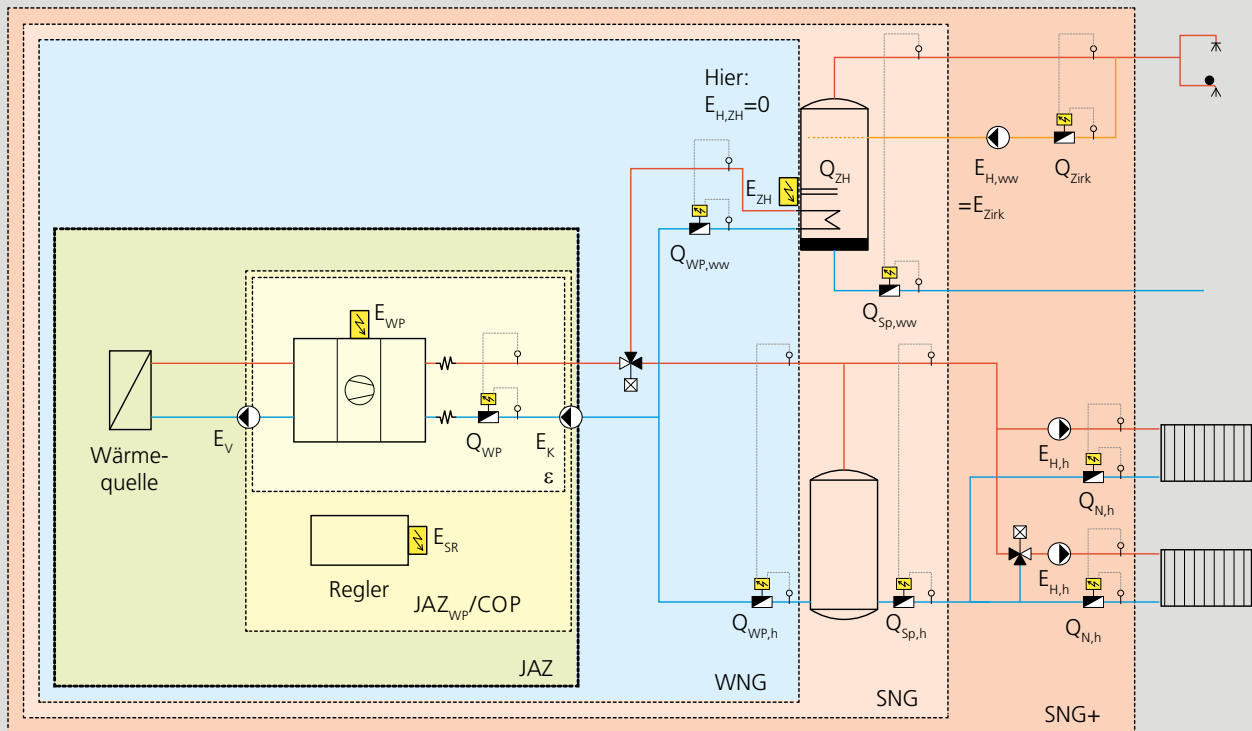 Hier:
E_H,ZH=0
E_ZH
Q_ZH
E_H,ww
=E_Zirk
Q_Zirk
Q_WP,ww
Q_Sp,ww
E_WP
E_V
Q_WP
E_K
ε
Wärme-
quelle
E_SR
Regler
JAZ_WP/COP
JAZ
E_H,h
Q_N,h
E_H,h
Q_WP,h
Q_Sp,h
Q_N,h
WNG
SNG
SNG+